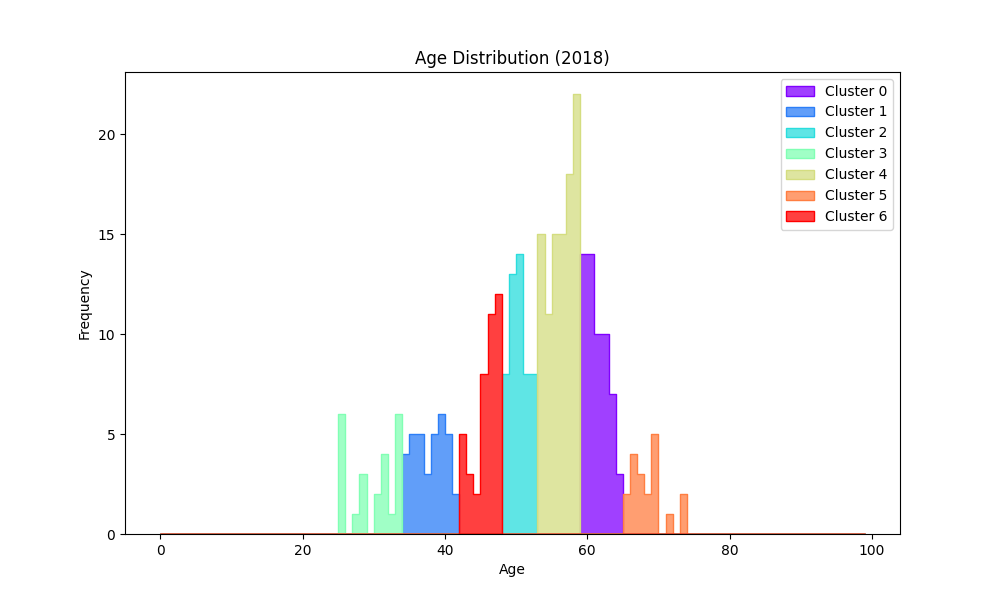 Age Distribution (2018)
Cluster 0
Cluster 1
Cluster 2
Cluster 3
Cluster 4
Cluster 5
Cluster 6
Frequency
20
15
10
5
0
0 20 40 60 80 100
Age